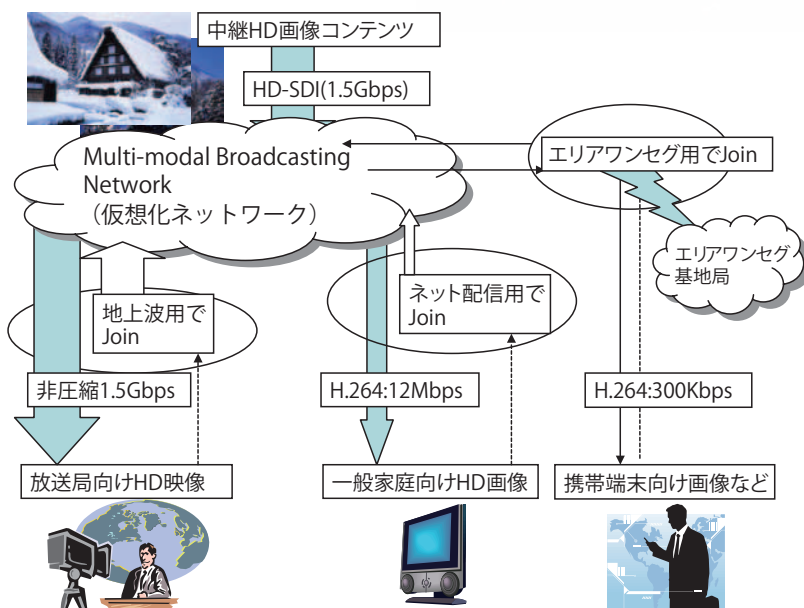 中継HD画像コンテンツ
HD-SDI(1.5Gbps)
Multi-modal Broadcasting
Network
（仮想化ネットワーク）
エリアワンセグ用でJoin
エリアワンセグ
基地局
地上波用で
Join
ネット配信用で
Join
非圧縮1.5Gbps
H.264:12Mbps
H.264:300Kbps
放送局向けHD映像
一般家庭向けHD画像
携帯端末向け画像など